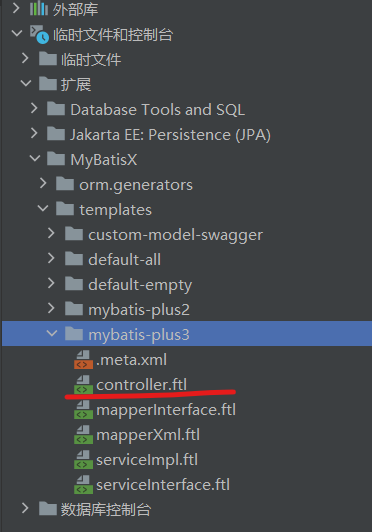 外部库
临时文件和控制台
临时文件
扩展
Database Tools and SQL
Jakarta EE: Persistence (JPA)
MyBatisX
orm.generators
templates
custom-model-swagger
default-all
default-empty
mybatis-plus2
mybatis-plus3
.meta.xml
controller.ftl
mapperInterface.ftl
mapperXml.ftl
serviceImpl.ftl
serviceInterface.ftl
数据库控制台